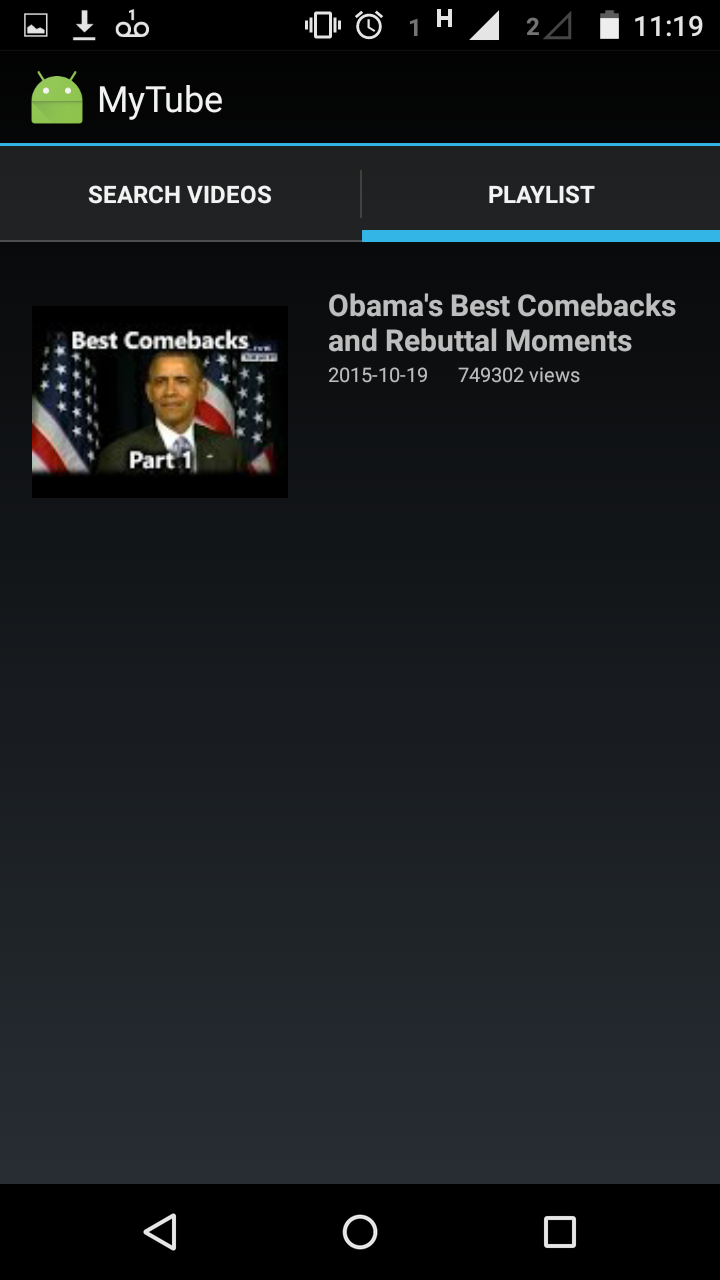 1 1 H 2 11:19
MyTube
SEARCH VIDEOS PLAYLIST
Obama's Best Comebacks
and Rebuttal Moments
2015-10-19 749302 views
Best Comebacks
Part 1